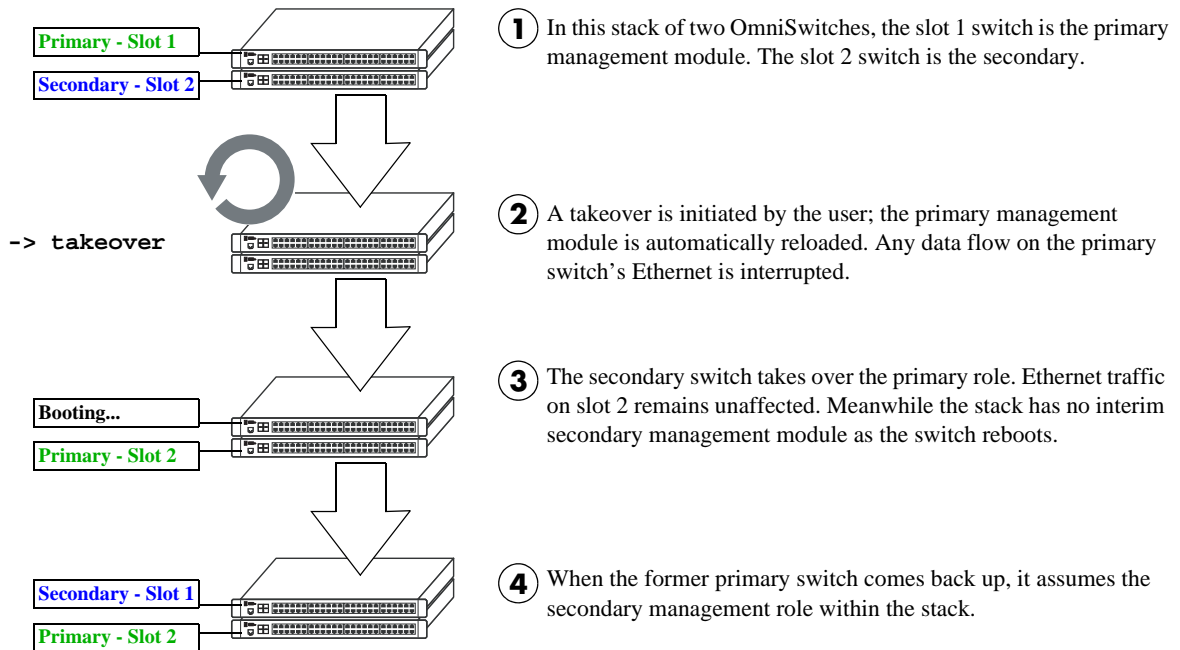 Primary - Slot 1
Secondary - Slot 2
1 In this stack of two OmniSwitches, the slot 1 switch is the primary
management module. The slot 2 switch is the secondary.
-> takeover
2 A takeover is initiated by the user; the primary management
module is automatically reloaded. Any data flow on the primary
switch’s Ethernet is interrupted.
Booting...
Primary - Slot 2
3 The secondary switch takes over the primary role. Ethernet traffic
on slot 2 remains unaffected. Meanwhile the stack has no interim
secondary management module as the switch reboots.
Secondary - Slot 1
Primary - Slot 2
4 When the former primary switch comes back up, it assumes the
secondary management role within the stack.